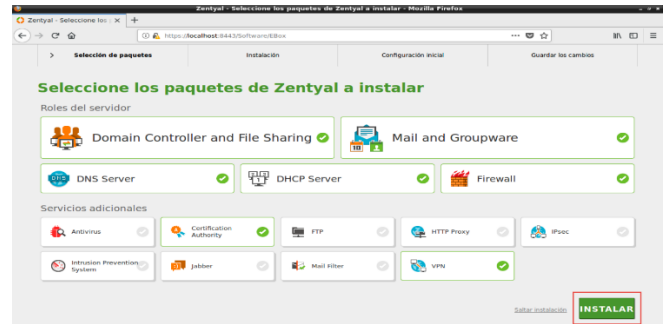 Zentyal - Seleccione los paquetes de Zentyal a instalar - Mozilla Firefox
Zentyal - Seleccione los
https://localhost:8443/Software/EBox
Selección de paquetes
Instalación
Configuración inicial
Guardar los cambios
Seleccione los paquetes de Zentyal a instalar
Roles del servidor
Domain Controller and File Sharing
Mail and Groupware
DNS Server
DHCP Server
Firewall
Servicios adicionales
Antivirus
Certification
Authority
FTP
HTTP Proxy
IPsec
Intrusion Prevention
System
Jabber
Mail Filter
VPN
Saltar instalación
INSTALAR